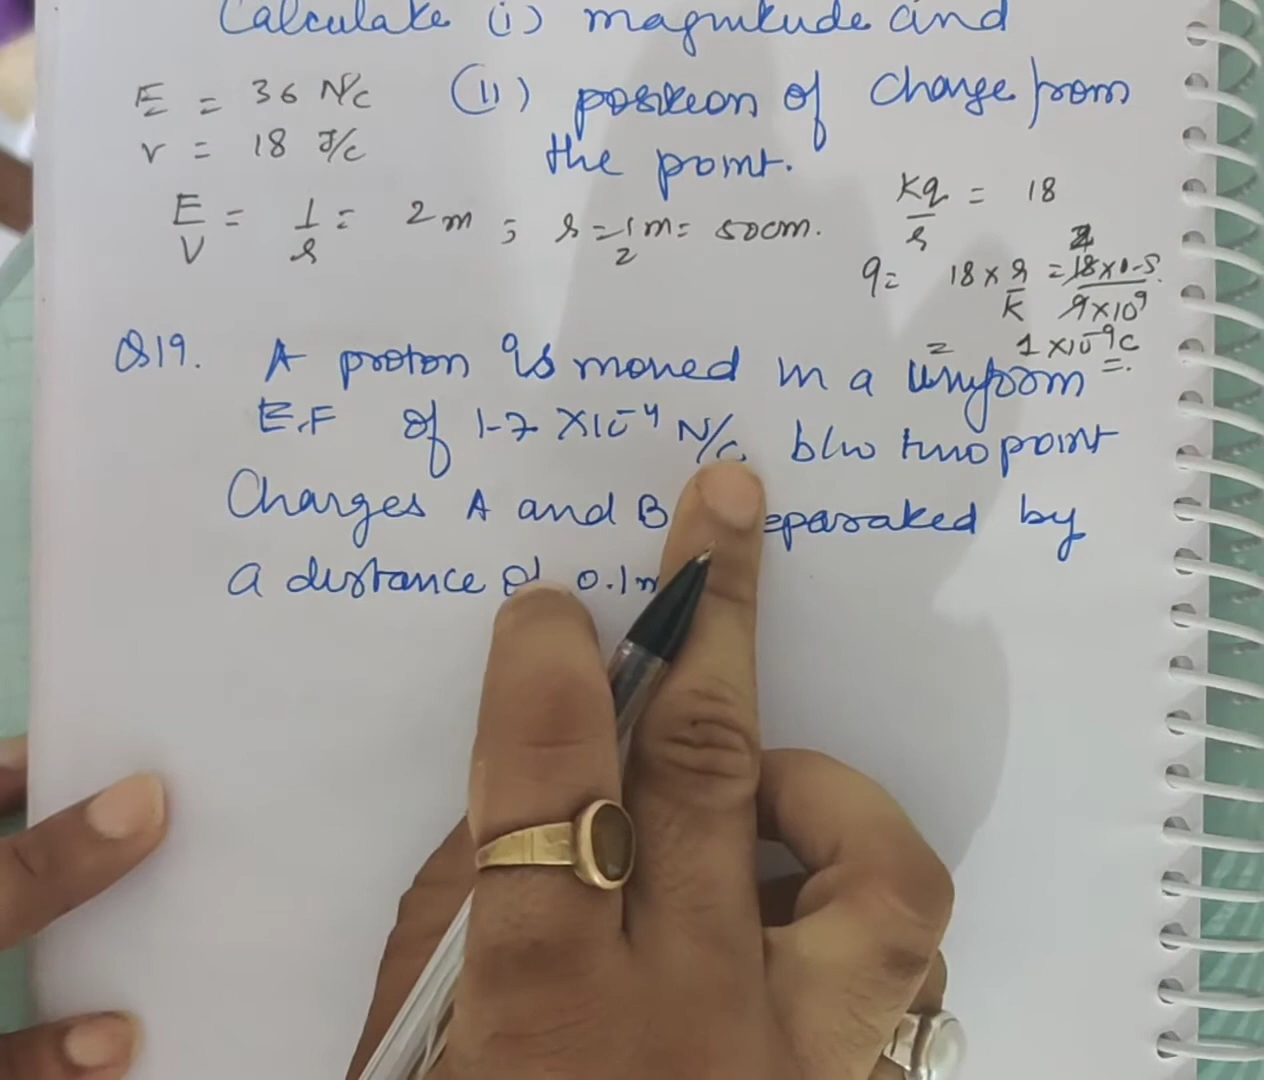 Calculate (i) magnitude and
E = 36 N/C (ii) position of charge from
V = 18 J/C the point.
E/V = 1/r = 2m ; r = 1/2 m = 50cm.
Kq/r = 18
q = 18 × r/K = 18×0.5/9×10⁹
= 1 × 10⁻⁹ C
Q19. A proton is moved in a uniform
E.F of 1.7 × 10⁻⁴ N/C b/w two point
Charges A and B separated by
a distance of 0.1m